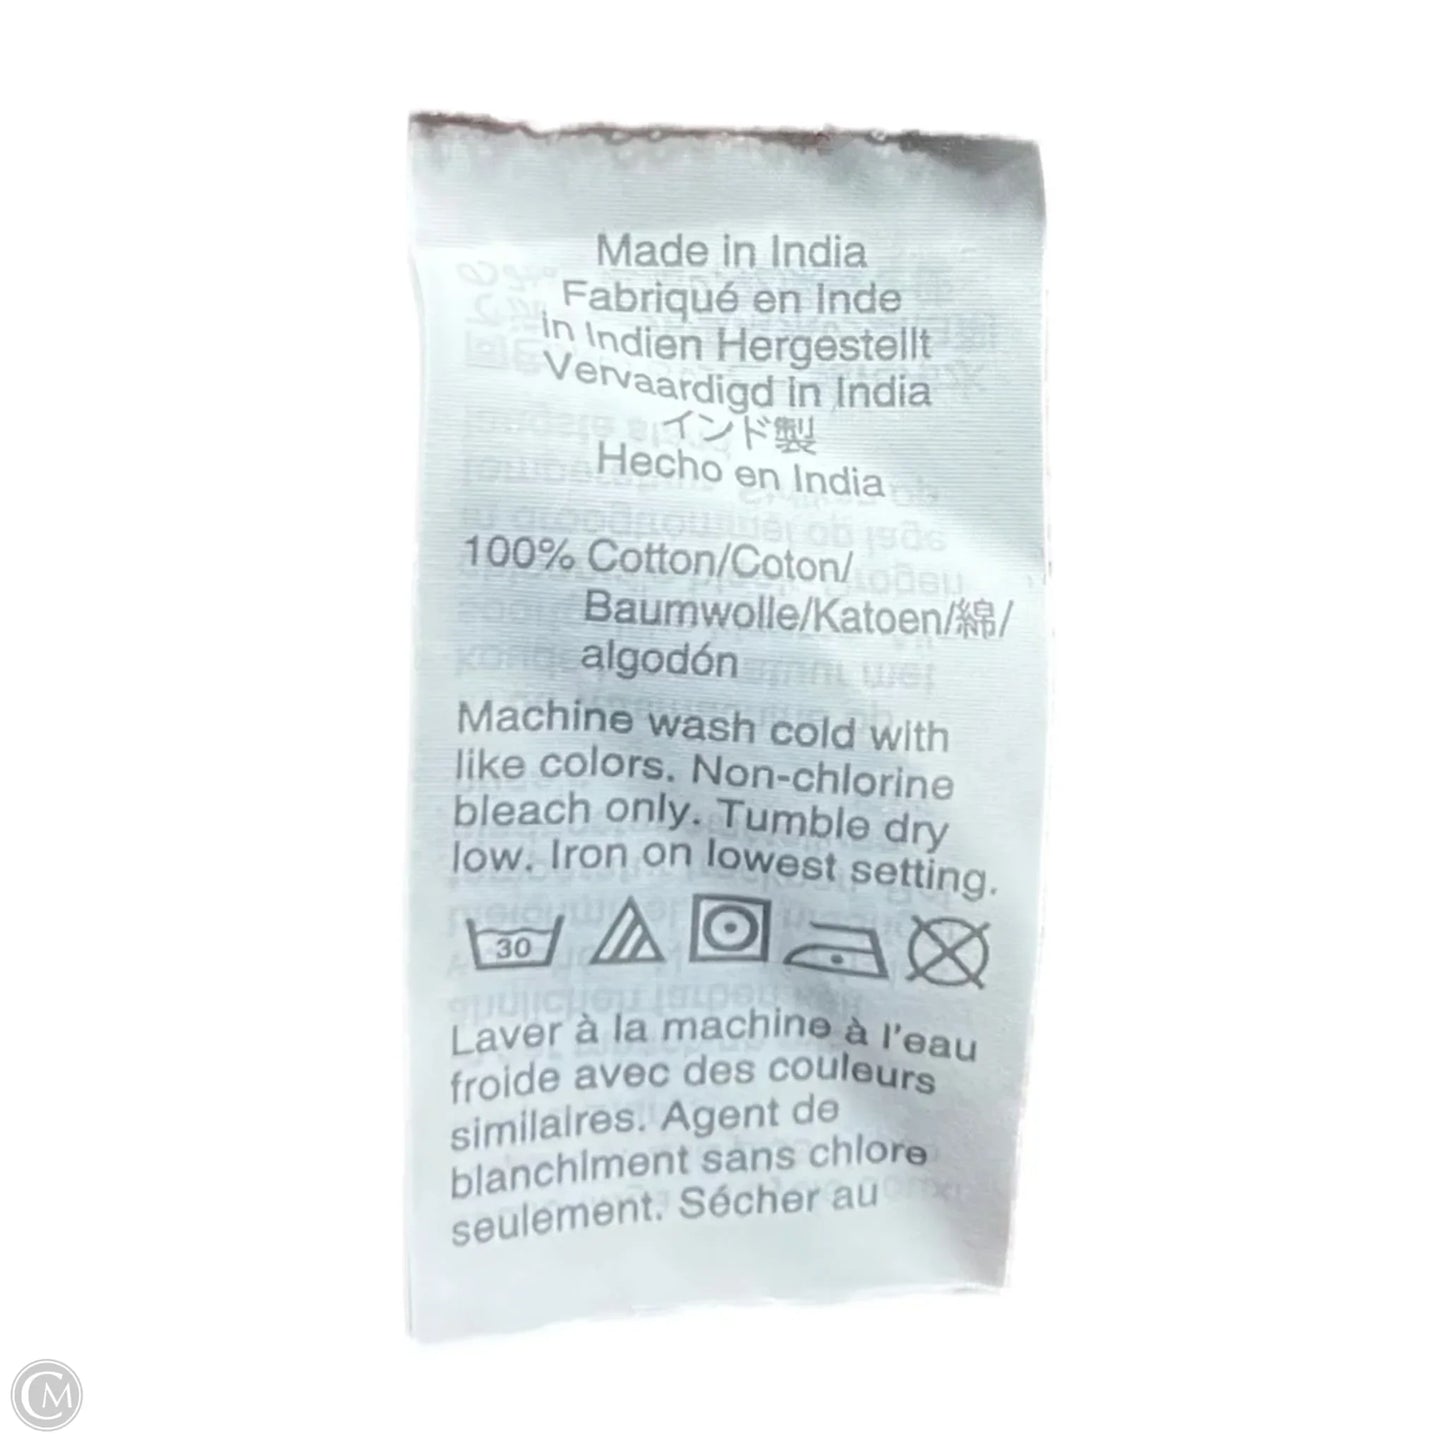 Made in India
Fabriqué en Inde
in Indien Hergestellt
Vervaardigd in India
インド製
Hecho en India
100% Cotton/Coton/
Baumwolle/Katoen/綿/
algodón
Machine wash cold with
like colors. Non-chlorine
bleach only. Tumble dry
low. Iron on lowest setting.
30
Laver à la machine à l'eau
froide avec des couleurs
similaires. Agent de
blanchiment sans chlore
seulement. Sécher au
CM